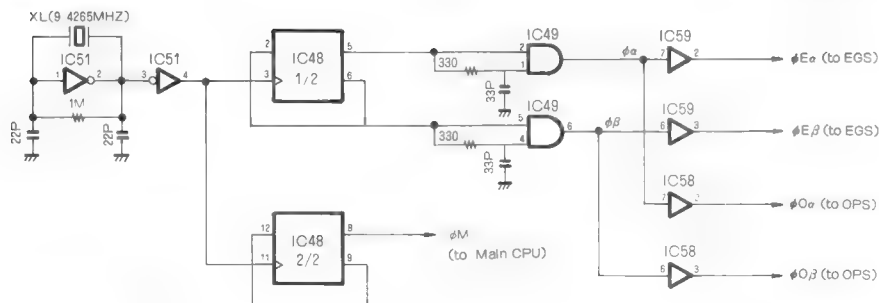 XL(9 4265MHZ)
IC51
IC51
1 2 3 4
1M
22P
22P
IC48
1/2
2 5
3 6
330
33P
IC49
2
1
φα
IC59
7 2
φEα (to EGS)
IC49
5
4
6
330
33P
φβ
IC59
6 3
φEβ (to EGS)
IC58
7
φOα (to OPS)
IC58
6 3
φOβ (to OPS)
IC48
2/2
12 8
11 9
φM
(to Main CPU)